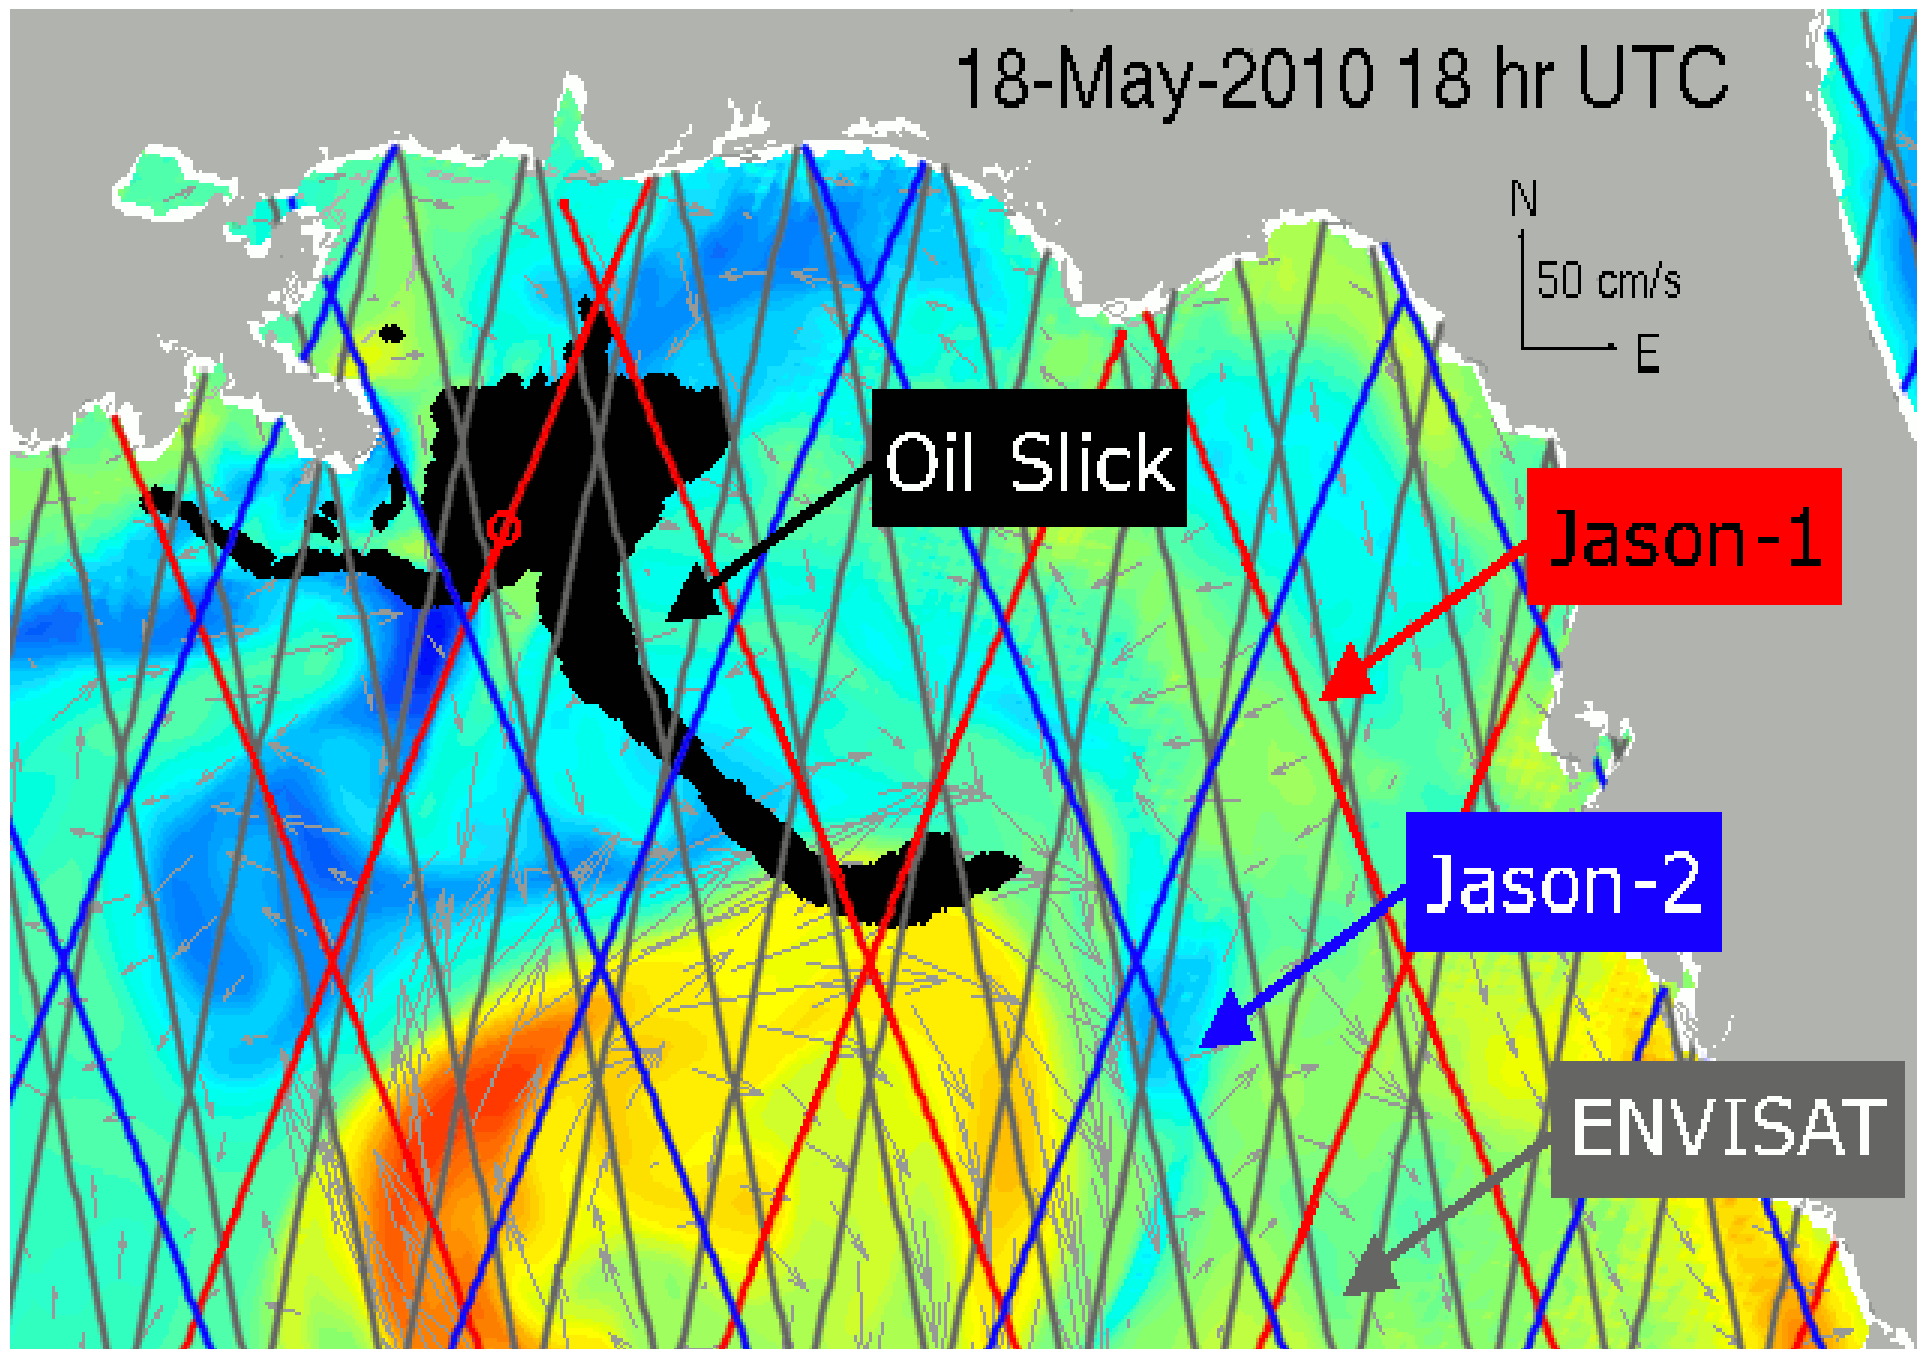 18-May-2010 18 hr UTC
N
50 cm/s
E
Oil Slick
Jason-1
Jason-2
ENVISAT